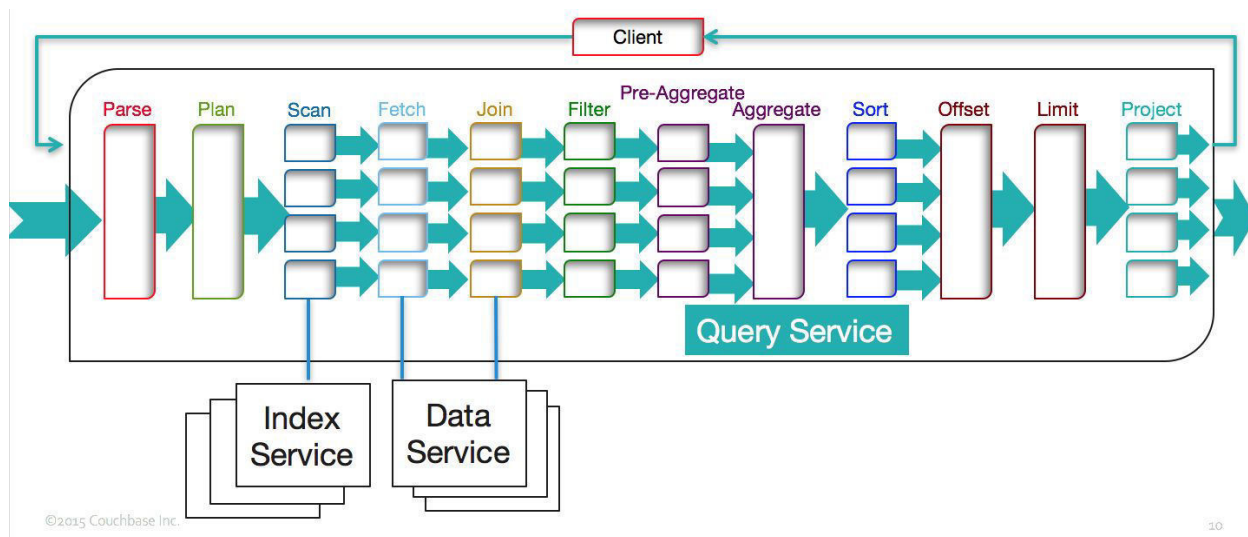 Client
Pre-Aggregate
Parse Plan Scan Fetch Join Filter Aggregate Sort Offset Limit Project
Query Service
Index
Service
Data
Service
©2015 Couchbase Inc.
10